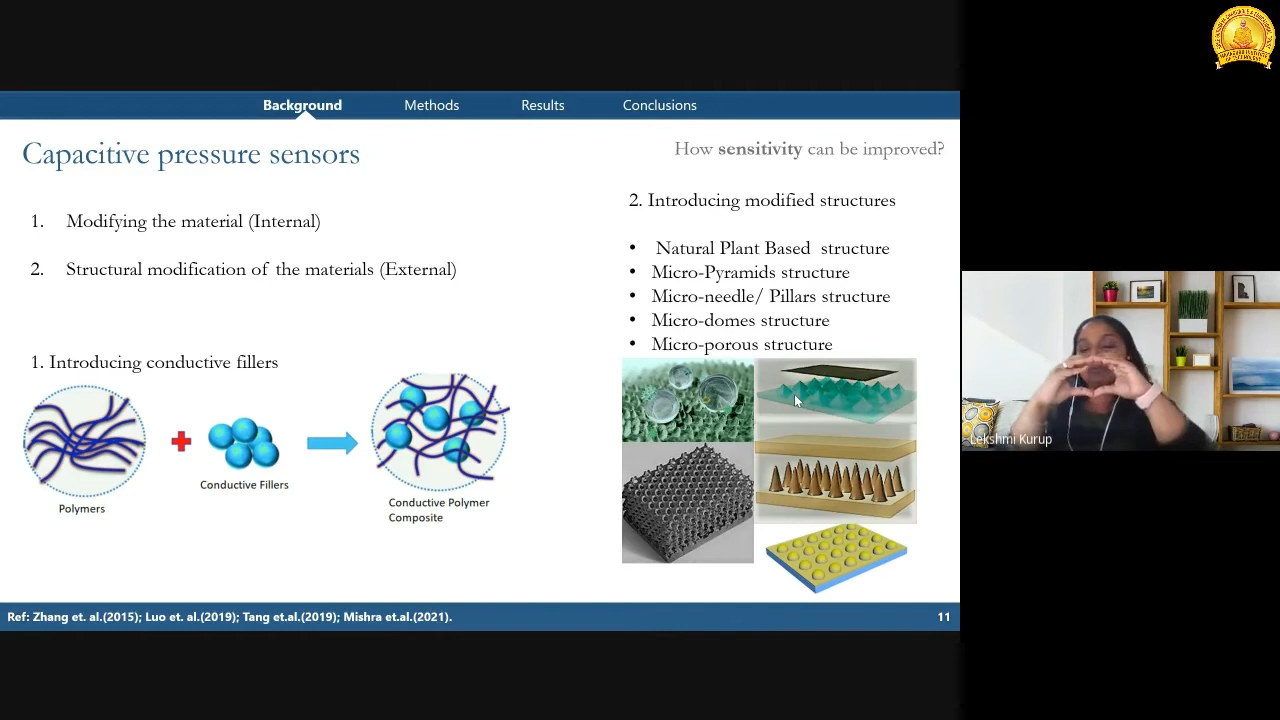 Background Methods Results Conclusions
Capacitive pressure sensors
How sensitivity can be improved?
1. Modifying the material (Internal)
2. Structural modification of the materials (External)
1. Introducing conductive fillers
Polymers
Conductive Fillers
Conductive Polymer
Composite
2. Introducing modified structures
• Natural Plant Based structure
• Micro-Pyramids structure
• Micro-needle/ Pillars structure
• Micro-domes structure
• Micro-porous structure
Ref: Zhang et. al.(2015); Luo et. al.(2019); Tang et.al.(2019); Mishra et.al.(2021).
11
Lekshmi Kurup